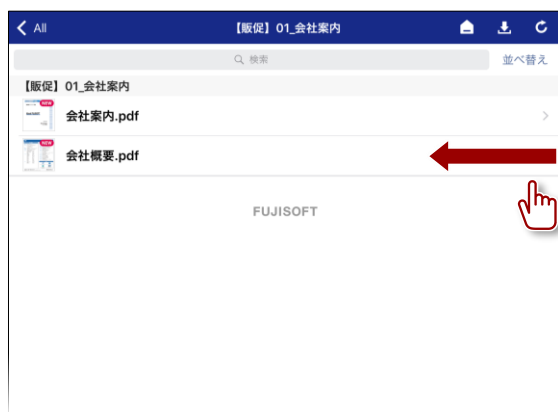 All
【販促】01_会社案内
検索
並べ替え
【販促】01_会社案内
NEW
会社案内.pdf
NEW
会社概要.pdf
FUJISOFT